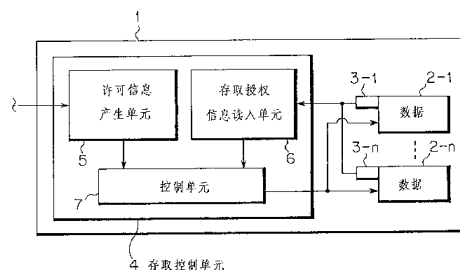 1
许可信息
产生单元
5
存取授权
信息读入单元
6
3-1
2-1
数据
3-n
2-n
数据
7
控制单元
4 存取控制单元